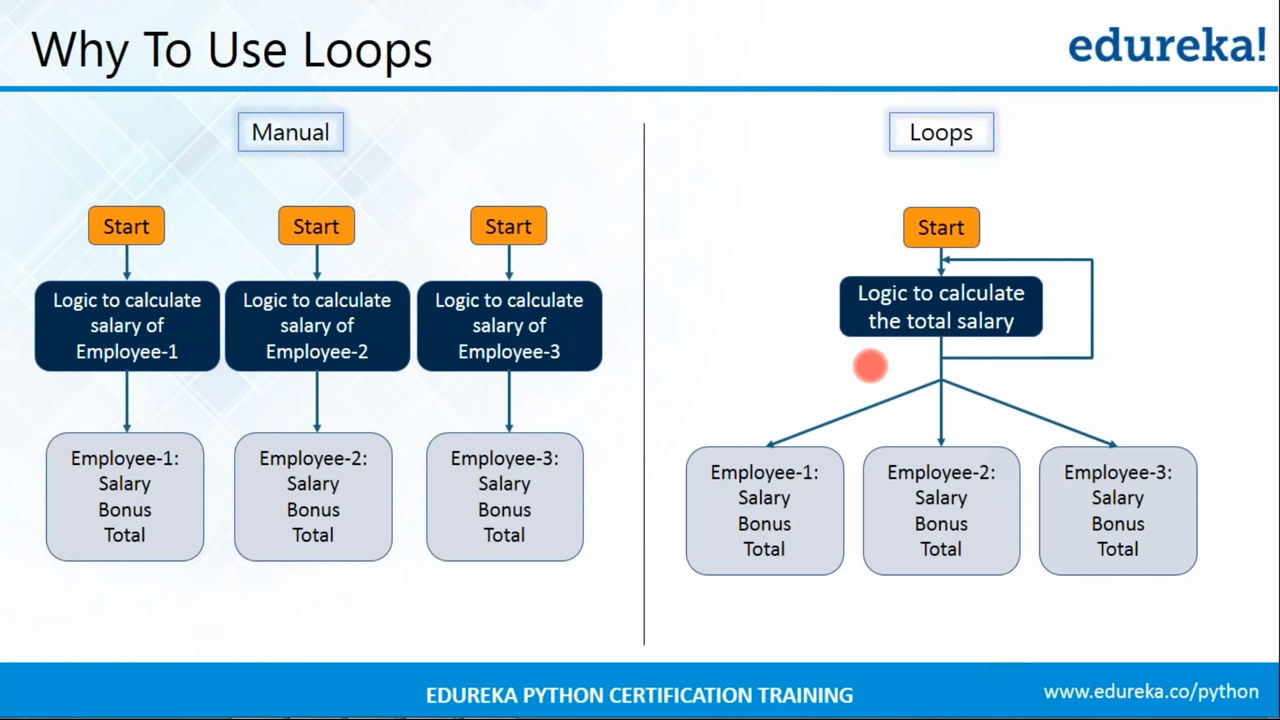 Why To Use Loops
edureka!
Manual
Start
Start
Start
Logic to calculate
salary of
Employee-1
Logic to calculate
salary of
Employee-2
Logic to calculate
salary of
Employee-3
Employee-1:
Salary
Bonus
Total
Employee-2:
Salary
Bonus
Total
Employee-3:
Salary
Bonus
Total
Loops
Start
Logic to calculate
the total salary
Employee-1:
Salary
Bonus
Total
Employee-2:
Salary
Bonus
Total
Employee-3:
Salary
Bonus
Total
EDUREKA PYTHON CERTIFICATION TRAINING
www.edureka.co/python